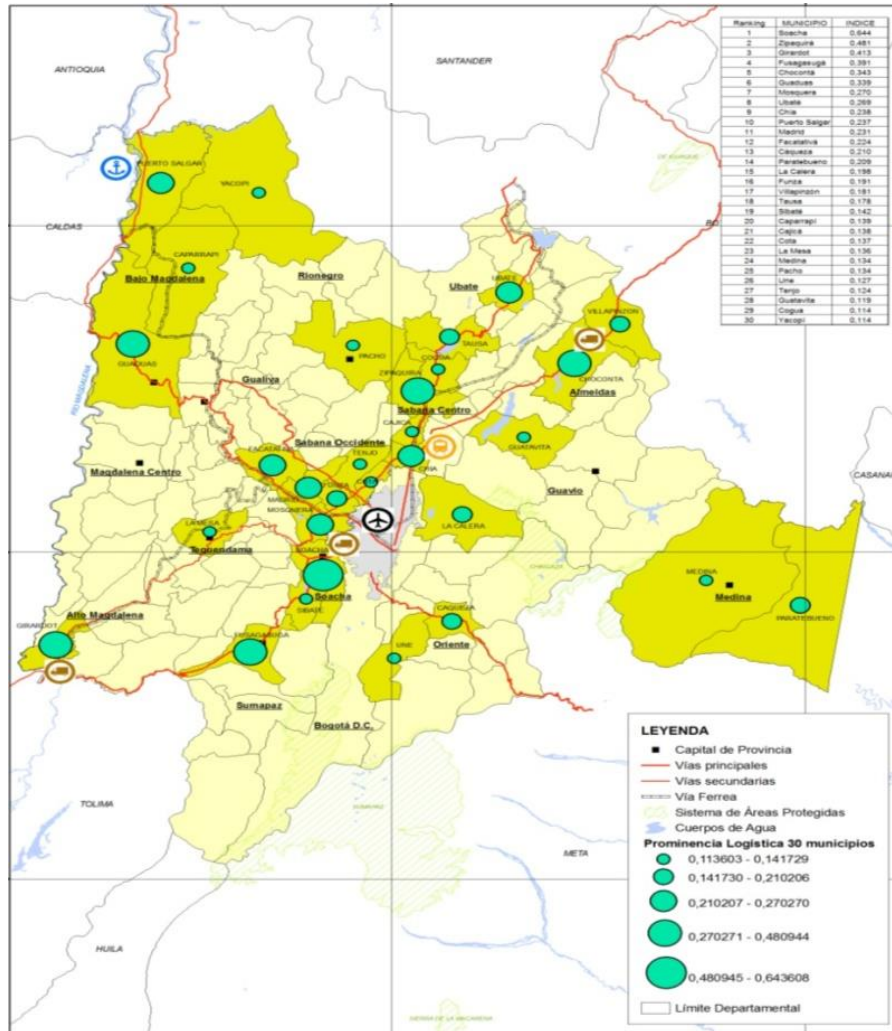 Ranking MUNICIPIO INDICE
1 Soacha 0,644
2 Zipaquirá 0,481
3 Girardot 0,413
4 Fusagasugá 0,391
5 Chocontá 0,343
6 Guaduas 0,339
7 Mosquera 0,270
8 Ubaté 0,269
9 Chía 0,238
10 Puerto Salgar 0,237
11 Madrid 0,231
12 Facatativá 0,224
13 Cáqueza 0,210
14 Paratebueno 0,209
15 La Calera 0,198
16 Funza 0,191
17 Villapinzón 0,181
18 Tausa 0,178
19 Sibaté 0,142
20 Caparrapí 0,139
21 Cajicá 0,138
22 Cota 0,137
23 La Mesa 0,136
24 Medina 0,134
25 Pacho 0,134
26 Une 0,127
27 Tenjo 0,124
28 Guatavita 0,119
29 Cogua 0,114
30 Yacopí 0,114
ANTIOQUIA
SANTANDER
PUERTO SALGAR
YACOPI
CALDAS
CAPARRAPI
Bajo Magdalena
Rionegro
Ubate
UBATE
VILLAPINZON
TAUSA
GUADUAS
PACHO
COGUA
ZIPAQUIRA
CHOCONTA
Almeidas
RIO MAGDALENA
Gualiva
Sabana Centro
CAJICA
GUATAVITA
Sabana Occidente
FACATATIVA
TENJO
CHIA
Magdalena Centro
CASANAR
Guavio
MADRID
FUNZA
MOSQUERA
LA CALERA
LA MESA
Tequendama
SOACHA
MEDINA
Medina
Soacha
SIBATE
PARATEBUENO
Alto Magdalena
GIRARDOT
CAQUEZA
FUSAGASUGA
UNE
Oriente
Sumapaz
Bogotá D.C.
TOLIMA
META
HUILA
SIERRA DE LA MACARENA
LEYENDA
Capital de Provincia
Vías principales
Vías secundarias
Vía Ferrea
Sistema de Áreas Protegidas
Cuerpos de Agua
Prominencia Logística 30 municipios
0,113603 - 0,141729
0,141730 - 0,210206
0,210207 - 0,270270
0,270271 - 0,480944
0,480945 - 0,643608
Límite Departamental